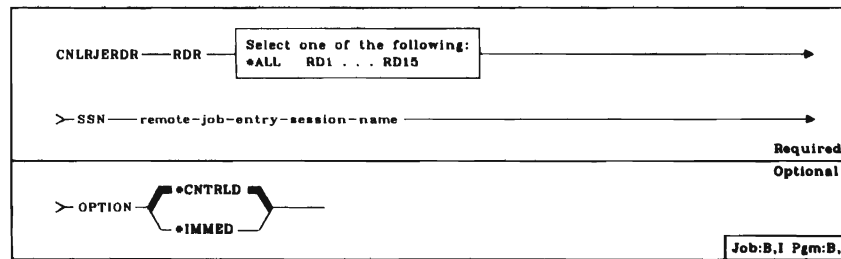 CNLRJERDR RDR Select one of the following:
*ALL RD1 . . . RD15
SSN remote-job-entry-session-name
Required
Optional
OPTION *CNTRLD
*IMMED
Job:B,I Pgm:B,